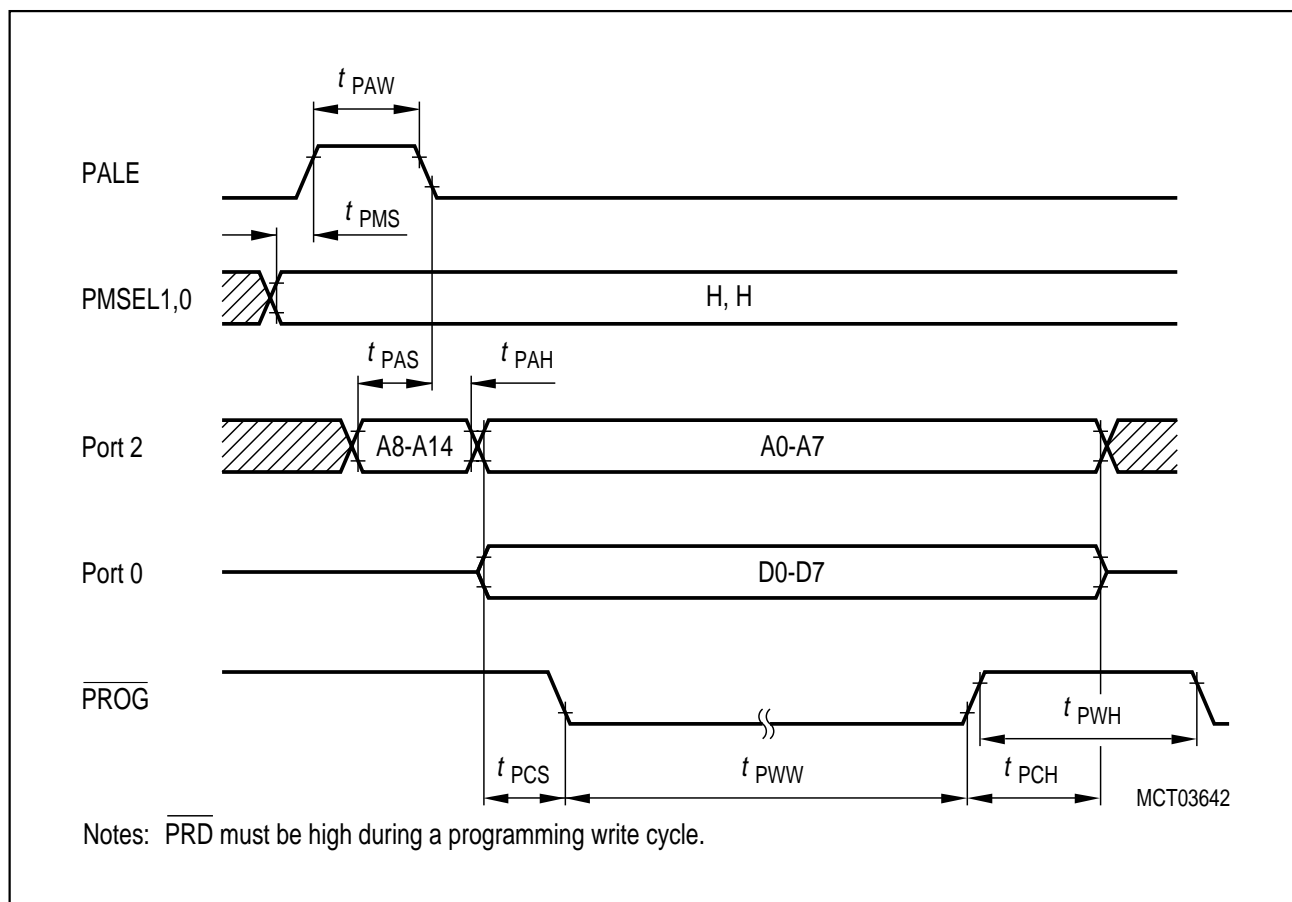 t PAW
PALE
t PMS
PMSEL1,0
H, H
t PAS
t PAH
Port 2
A8-A14
A0-A7
Port 0
D0-D7
PROG
t PWH
t PCS
t PWW
t PCH
MCT03642
Notes: PRD must be high during a programming write cycle.